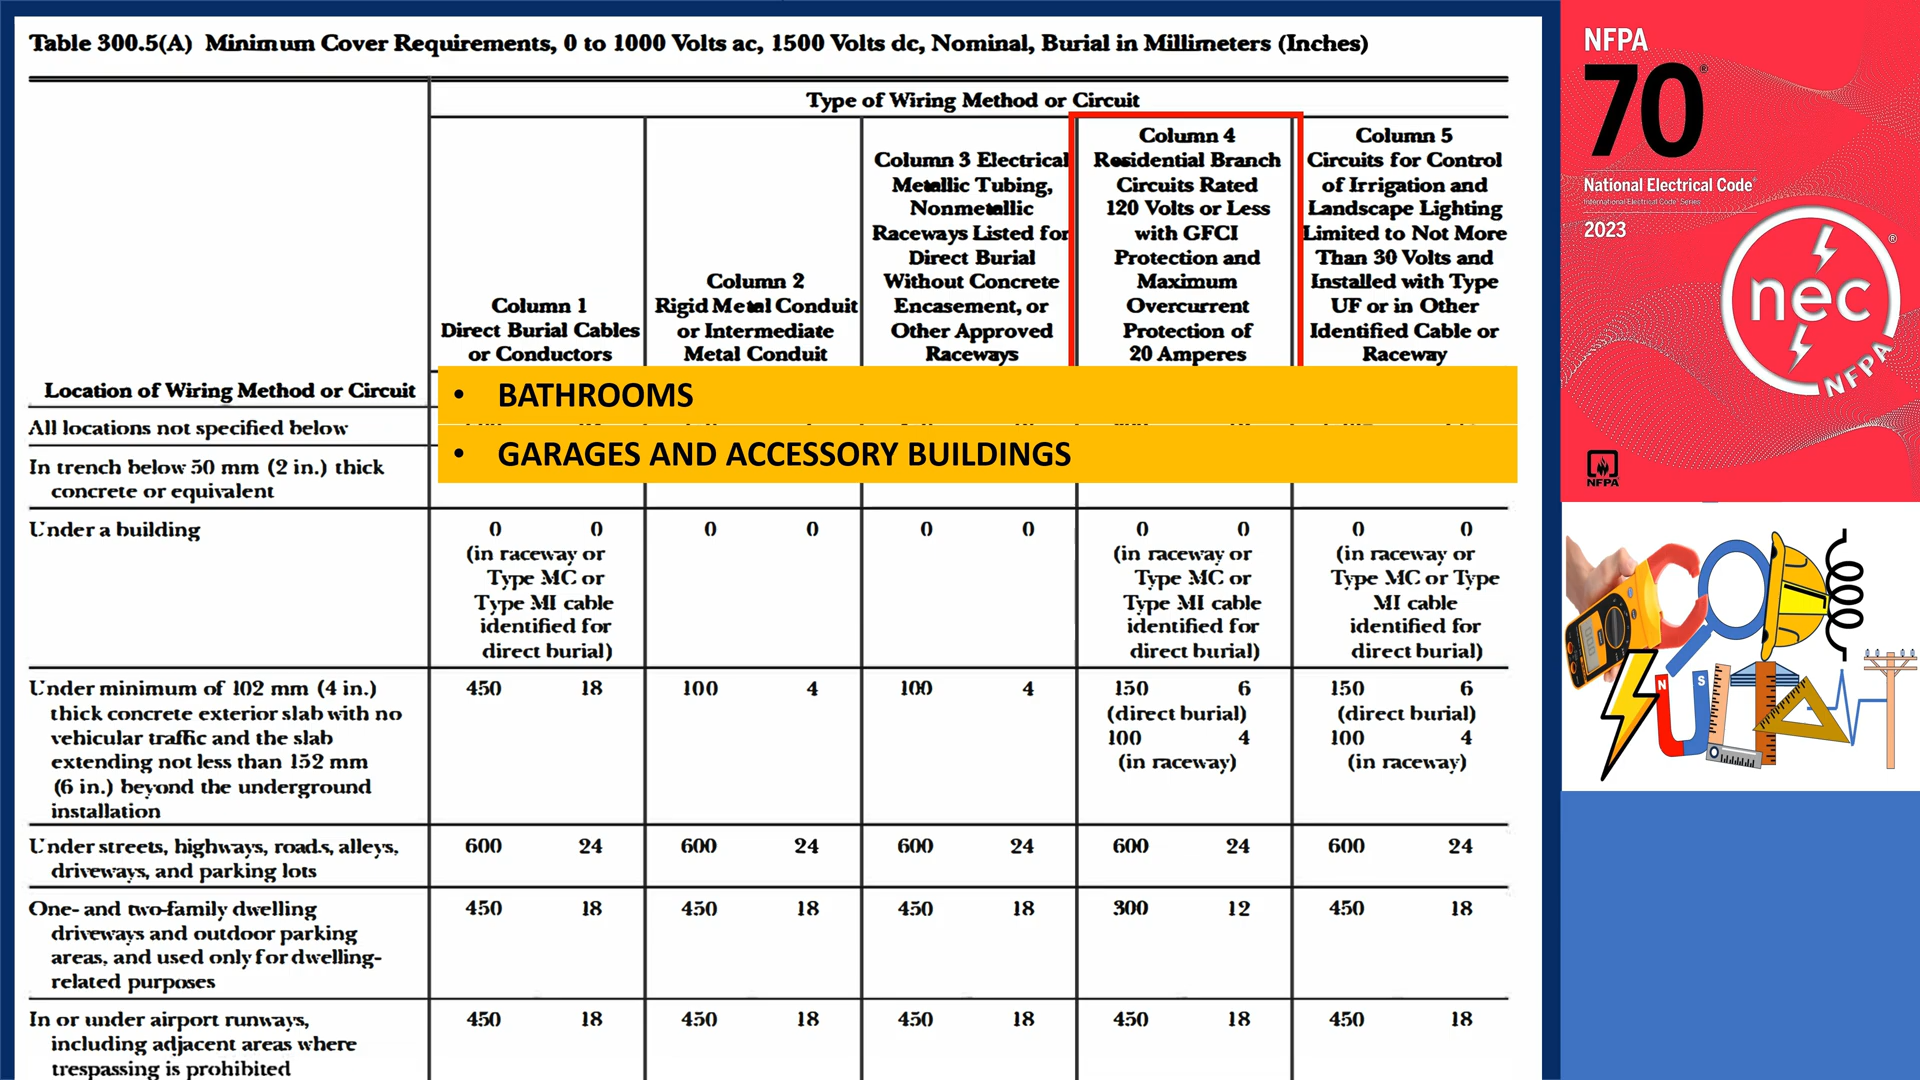 Table 300.5(A) Minimum Cover Requirements, 0 to 1000 Volts ac, 1500 Volts dc, Nominal, Burial in Millimeters (Inches)
Type of Wiring Method or Circuit
Location of Wiring Method or Circuit
Column 1
Direct Burial Cables
or Conductors
Column 2
Rigid Metal Conduit
or Intermediate
Metal Conduit
Column 3 Electrical
Metallic Tubing,
Nonmetallic
Raceways Listed for
Direct Burial
Without Concrete
Encasement, or
Other Approved
Raceways
Column 4
Residential Branch
Circuits Rated
120 Volts or Less
with GFCI
Protection and
Maximum
Overcurrent
Protection of
20 Amperes
Column 5
Circuits for Control
of Irrigation and
Landscape Lighting
Limited to Not More
Than 30 Volts and
Installed with Type
UF or in Other
Identified Cable or
Raceway
• BATHROOMS
• GARAGES AND ACCESSORY BUILDINGS
All locations not specified below
In trench below 50 mm (2 in.) thick
concrete or equivalent
Under a building
0 0
(in raceway or
Type MC or
Type MI cable
identified for
direct burial)
0 0
0 0
0 0
(in raceway or
Type MC or
Type MI cable
identified for
direct burial)
0 0
(in raceway or
Type MC or Type
MI cable
identified for
direct burial)
Under minimum of 102 mm (4 in.)
thick concrete exterior slab with no
vehicular traffic and the slab
extending not less than 152 mm
(6 in.) beyond the underground
installation
450 18
100 4
100 4
150 6
(direct burial)
100 4
(in raceway)
150 6
(direct burial)
100 4
(in raceway)
Under streets, highways, roads, alleys,
driveways, and parking lots
600 24
600 24
600 24
600 24
600 24
One- and two-family dwelling
driveways and outdoor parking
areas, and used only for dwelling-
related purposes
450 18
450 18
450 18
300 12
450 18
In or under airport runways,
including adjacent areas where
trespassing is prohibited
450 18
450 18
450 18
450 18
450 18
NFPA
70®
National Electrical Code®
International Electrical Code® Series
2023
nec®
NFPA
NFPA
N S